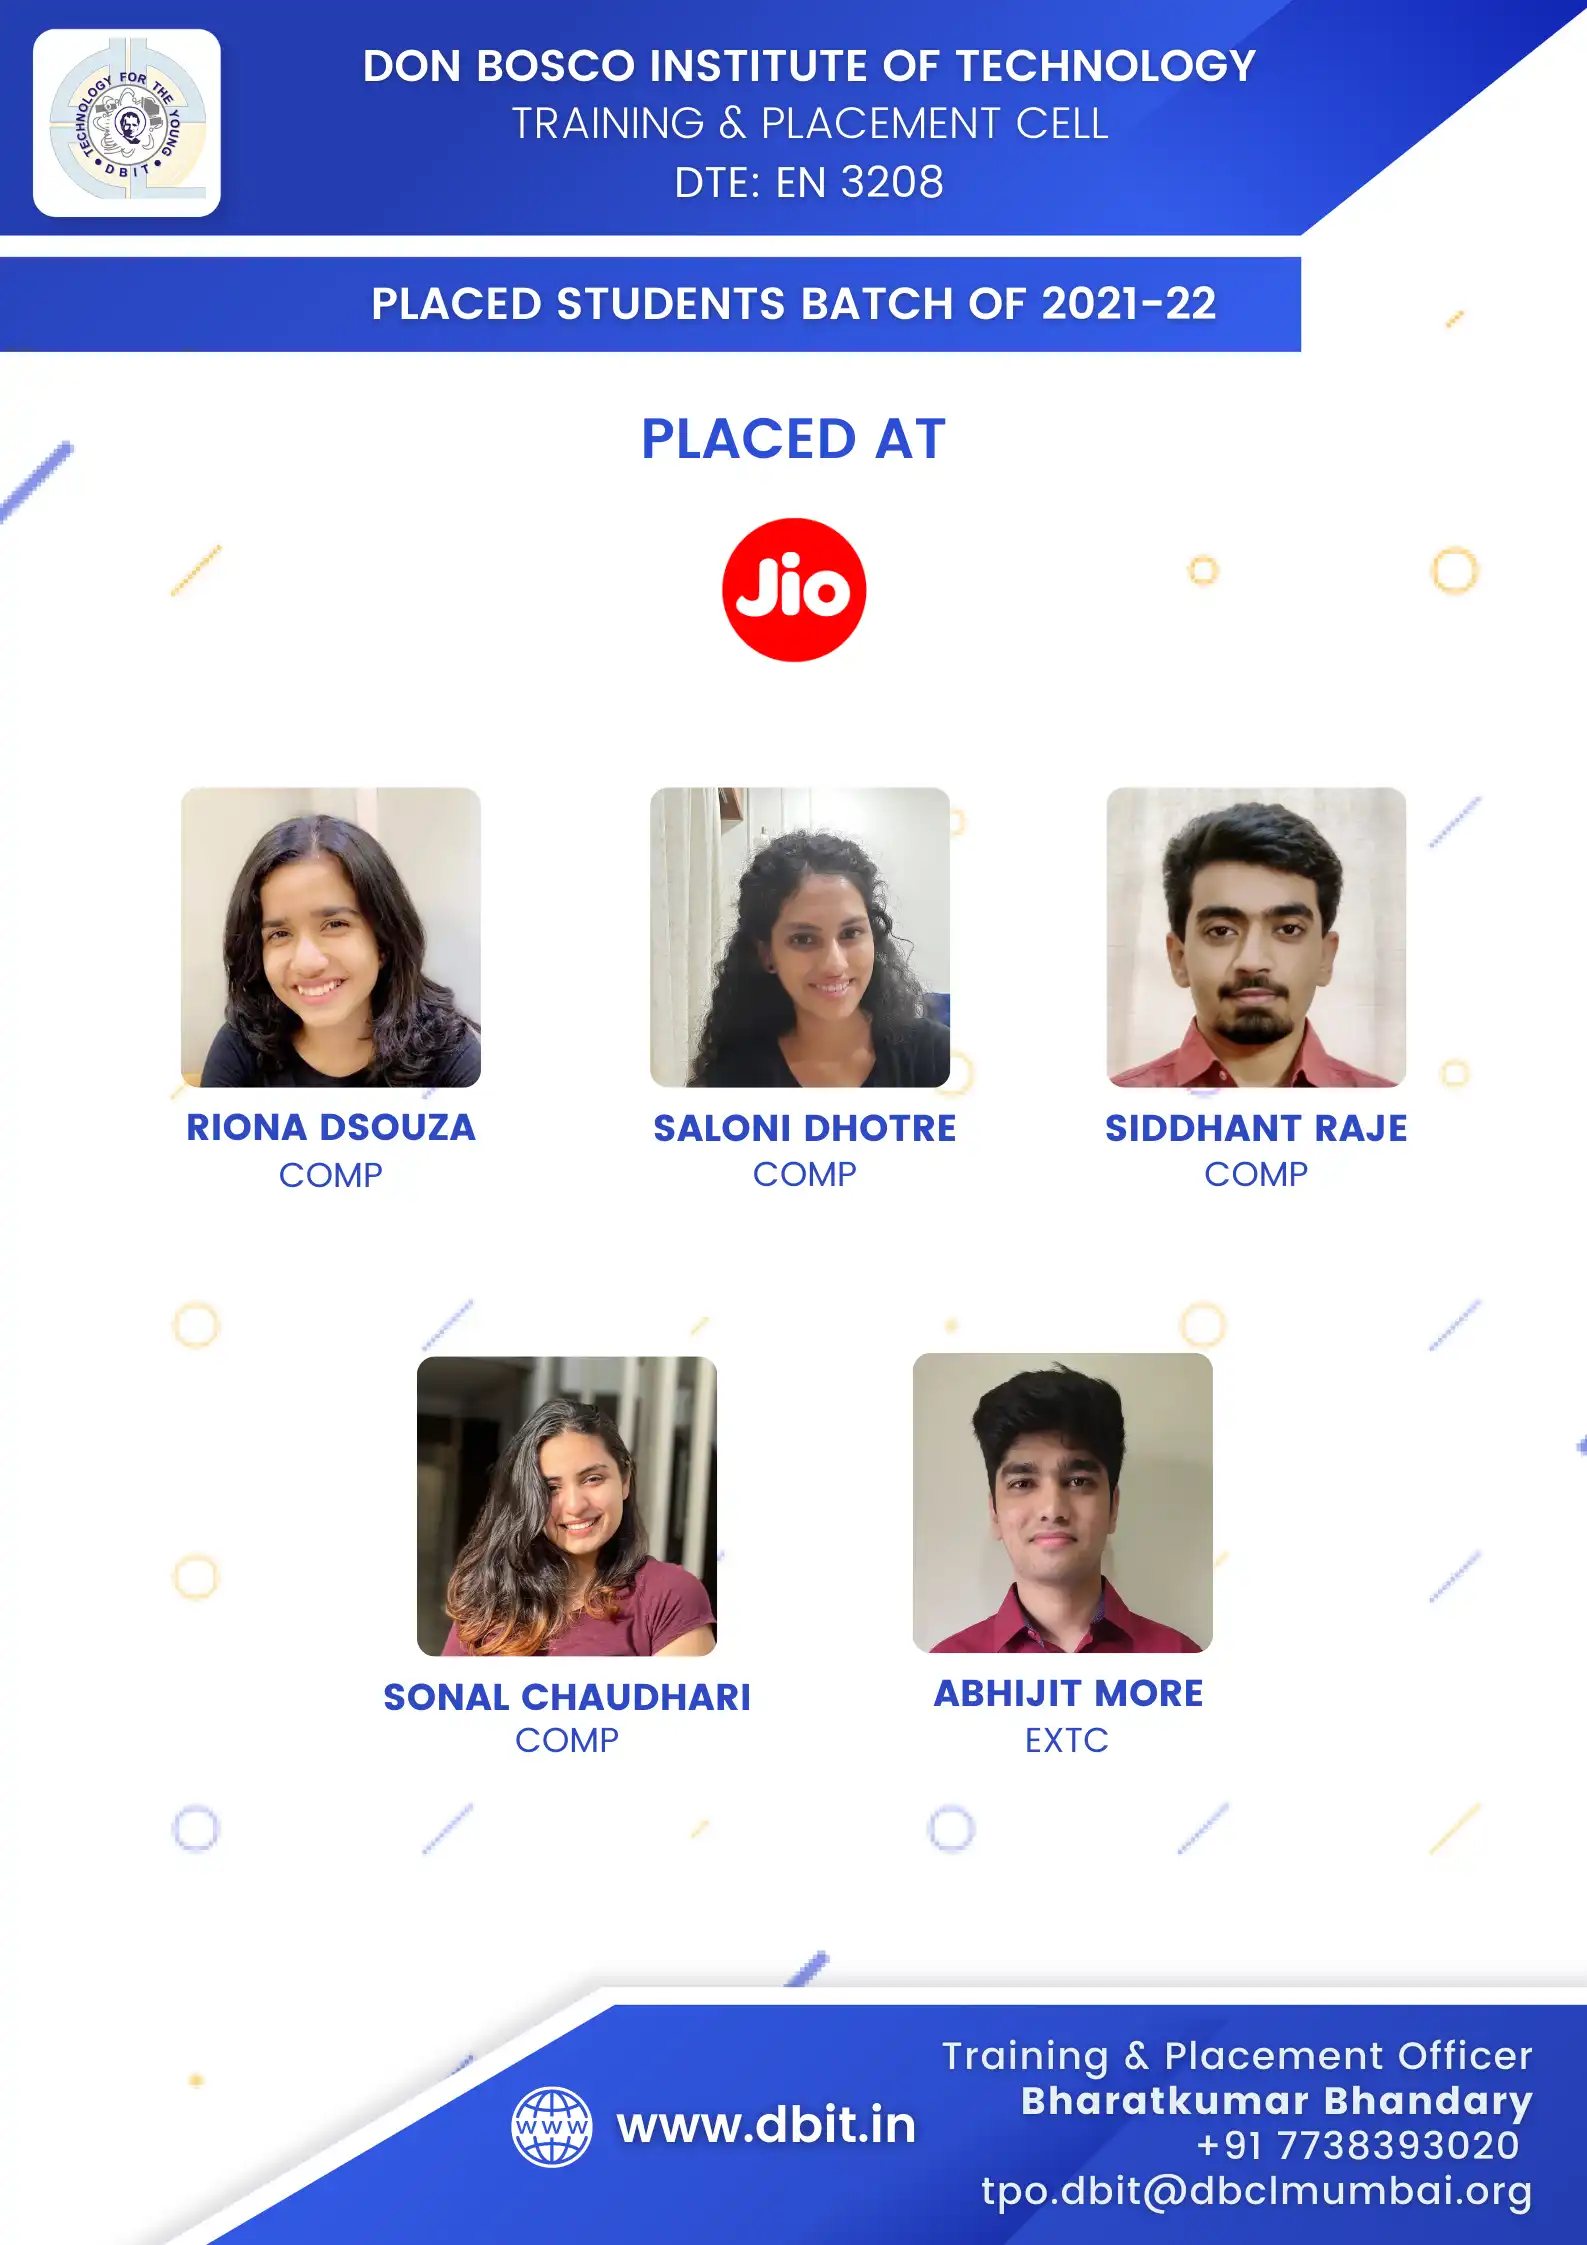 TECHNOLOGY FOR THE YOUNG
DBIT
DON BOSCO INSTITUTE OF TECHNOLOGY
TRAINING & PLACEMENT CELL
DTE: EN 3208
PLACED STUDENTS BATCH OF 2021-22
PLACED AT
Jio
RIONA DSOUZA
COMP
SALONI DHOTRE
COMP
SIDDHANT RAJE
COMP
SONAL CHAUDHARI
COMP
ABHIJIT MORE
EXTC
WWW
www.dbit.in
Training & Placement Officer
Bharatkumar Bhandary
+91 7738393020
tpo.dbit@dbclmumbai.org